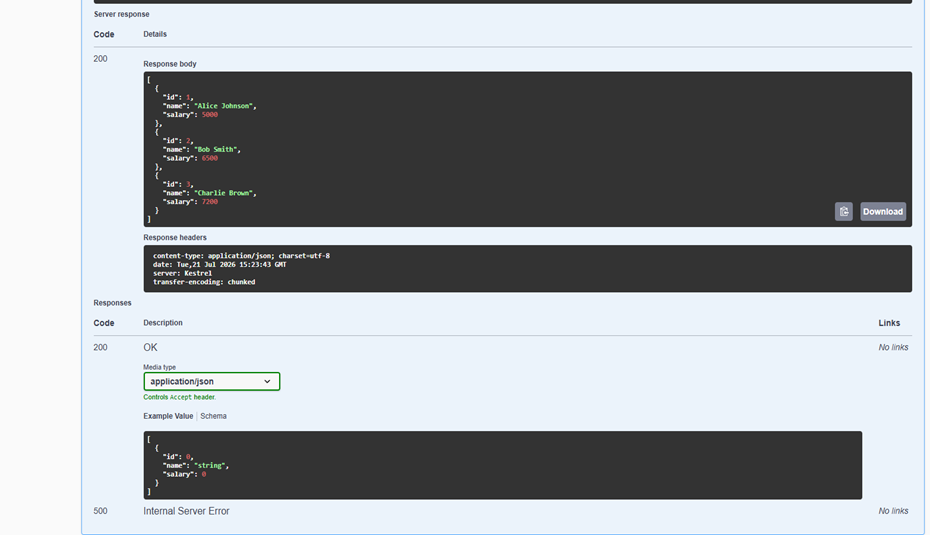 Server response
Code Details
200
Response body
[
{
"id": 1,
"name": "Alice Johnson",
"salary": 5000
},
{
"id": 2,
"name": "Bob Smith",
"salary": 6500
},
{
"id": 3,
"name": "Charlie Brown",
"salary": 7200
}
]
Download
Response headers
content-type: application/json; charset=utf-8
date: Tue,21 Jul 2026 15:23:43 GMT
server: Kestrel
transfer-encoding: chunked
Responses
Code Description Links
200 OK No links
Media type
application/json
Controls Accept header.
Example Value Schema
[
{
"id": 0,
"name": "string",
"salary": 0
}
]
500 Internal Server Error No links